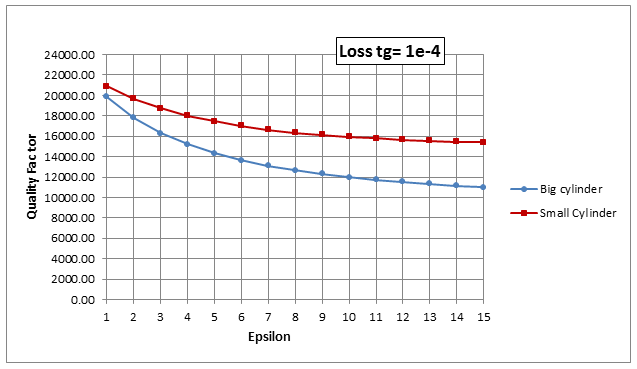 Loss tg= 1e-4
24000.00
22000.00
20000.00
18000.00
16000.00
14000.00
12000.00
10000.00
8000.00
6000.00
4000.00
2000.00
0.00
Quality Factor
1 2 3 4 5 6 7 8 9 10 11 12 13 14 15
Epsilon
Big cylinder
Small Cylinder